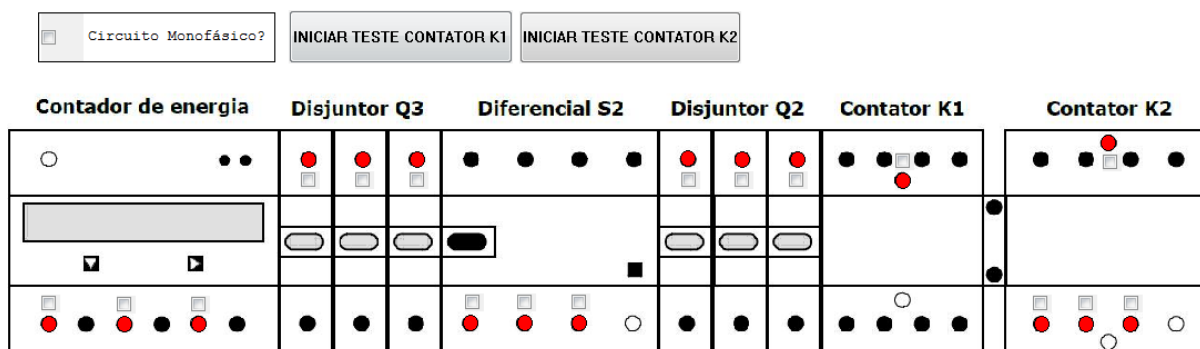 Circuito Monofásico?
INICIAR TESTE CONTATOR K1
INICIAR TESTE CONTATOR K2
Contador de energia
Disjuntor Q3
Diferencial S2
Disjuntor Q2
Contator K1
Contator K2